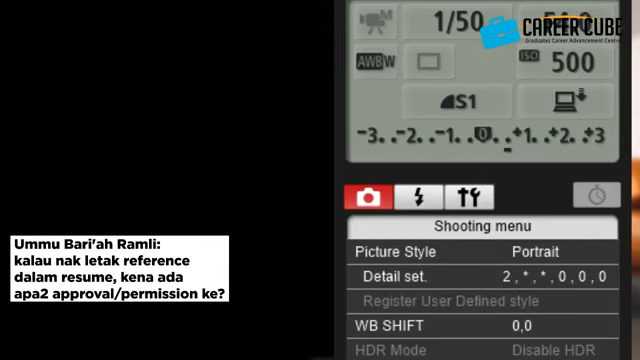 M
1/50
CAREER CUBE
Graduates Career Advancement Centre
AWBW
ISO 500
S1
-3..-2..-1..0..+1..+2..+3
Shooting menu
Picture Style Portrait
Detail set. 2,*,*,0,0,0
Register User Defined style
WB SHIFT 0,0
HDR Mode Disable HDR
Ummu Bari'ah Ramli:
kalau nak letak reference
dalam resume, kena ada
apa2 approval/permission ke?